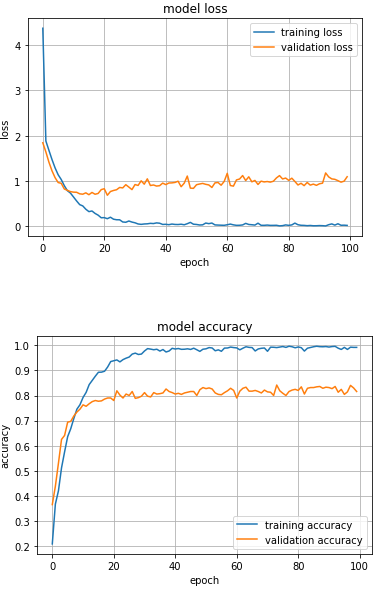 model loss
4
3
2
1
0
loss
training loss
validation loss
0 20 40 60 80 100
epoch
model accuracy
1.0
0.9
0.8
0.7
0.6
0.5
0.4
0.3
0.2
accuracy
training accuracy
validation accuracy
0 20 40 60 80 100
epoch